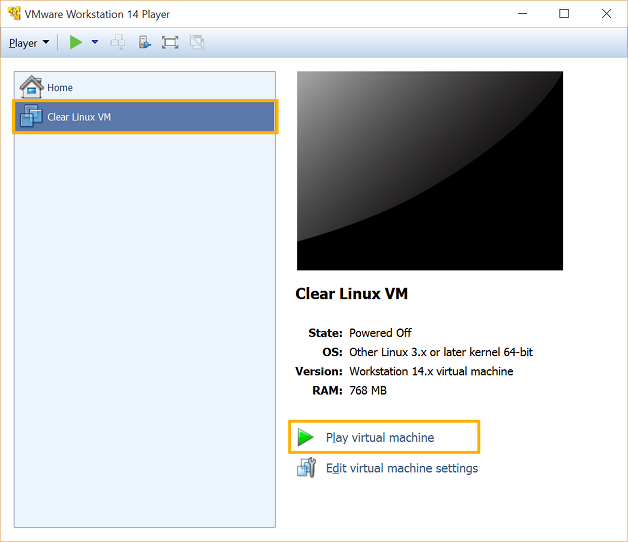 VMware Workstation 14 Player
Player
Home
Clear Linux VM
Clear Linux VM
State: Powered Off
OS: Other Linux 3.x or later kernel 64-bit
Version: Workstation 14.x virtual machine
RAM: 768 MB
Play virtual machine
Edit virtual machine settings